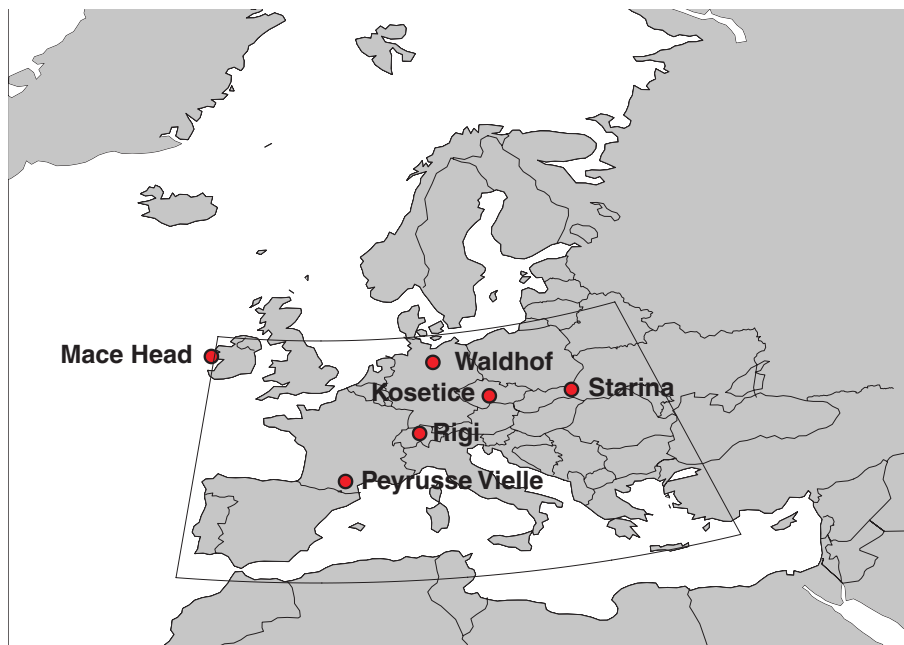 Mace Head
Waldhof
Kosetice
Starina
Rigi
Peyrusse Vielle